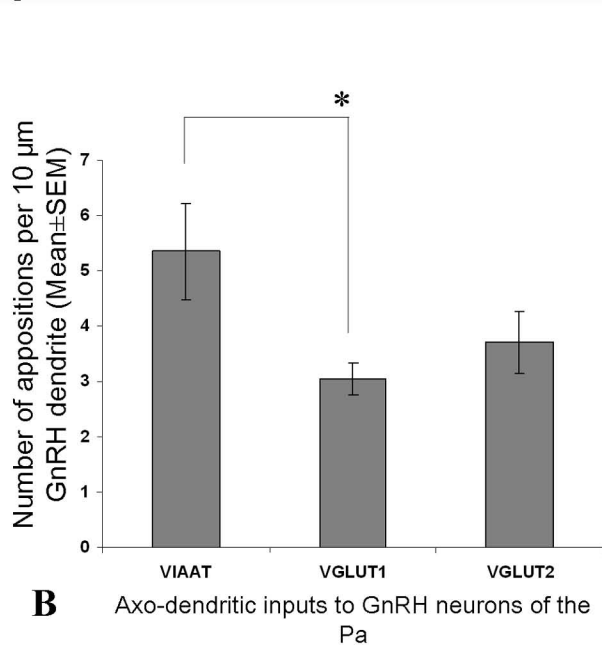 *
Number of appositions per 10 µm
GnRH dendrite (Mean±SEM)
7
6
5
4
3
2
1
0
VIAAT VGLUT1 VGLUT2
B
Axo-dendritic inputs to GnRH neurons of the
Pa